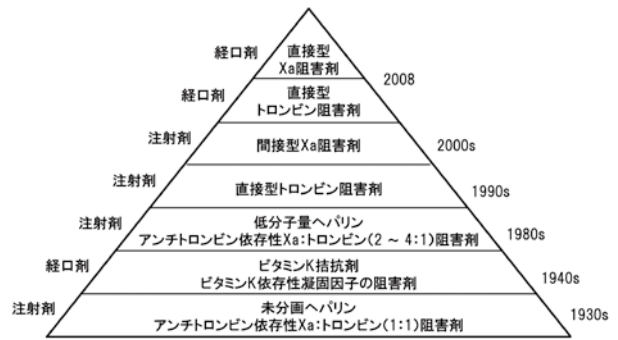 経口剤
直接型
Xa阻害剤
2008
経口剤
直接型
トロンビン阻害剤
注射剤
間接型Xa阻害剤
2000s
注射剤
直接型トロンビン阻害剤
1990s
注射剤
低分子量ヘパリン
アンチトロンビン依存性Xa:トロンビン(2 ~ 4:1)阻害剤
1980s
経口剤
ビタミンK拮抗剤
ビタミンK依存性凝固因子の阻害剤
1940s
注射剤
未分画ヘパリン
アンチトロンビン依存性Xa:トロンビン(1:1)阻害剤
1930s